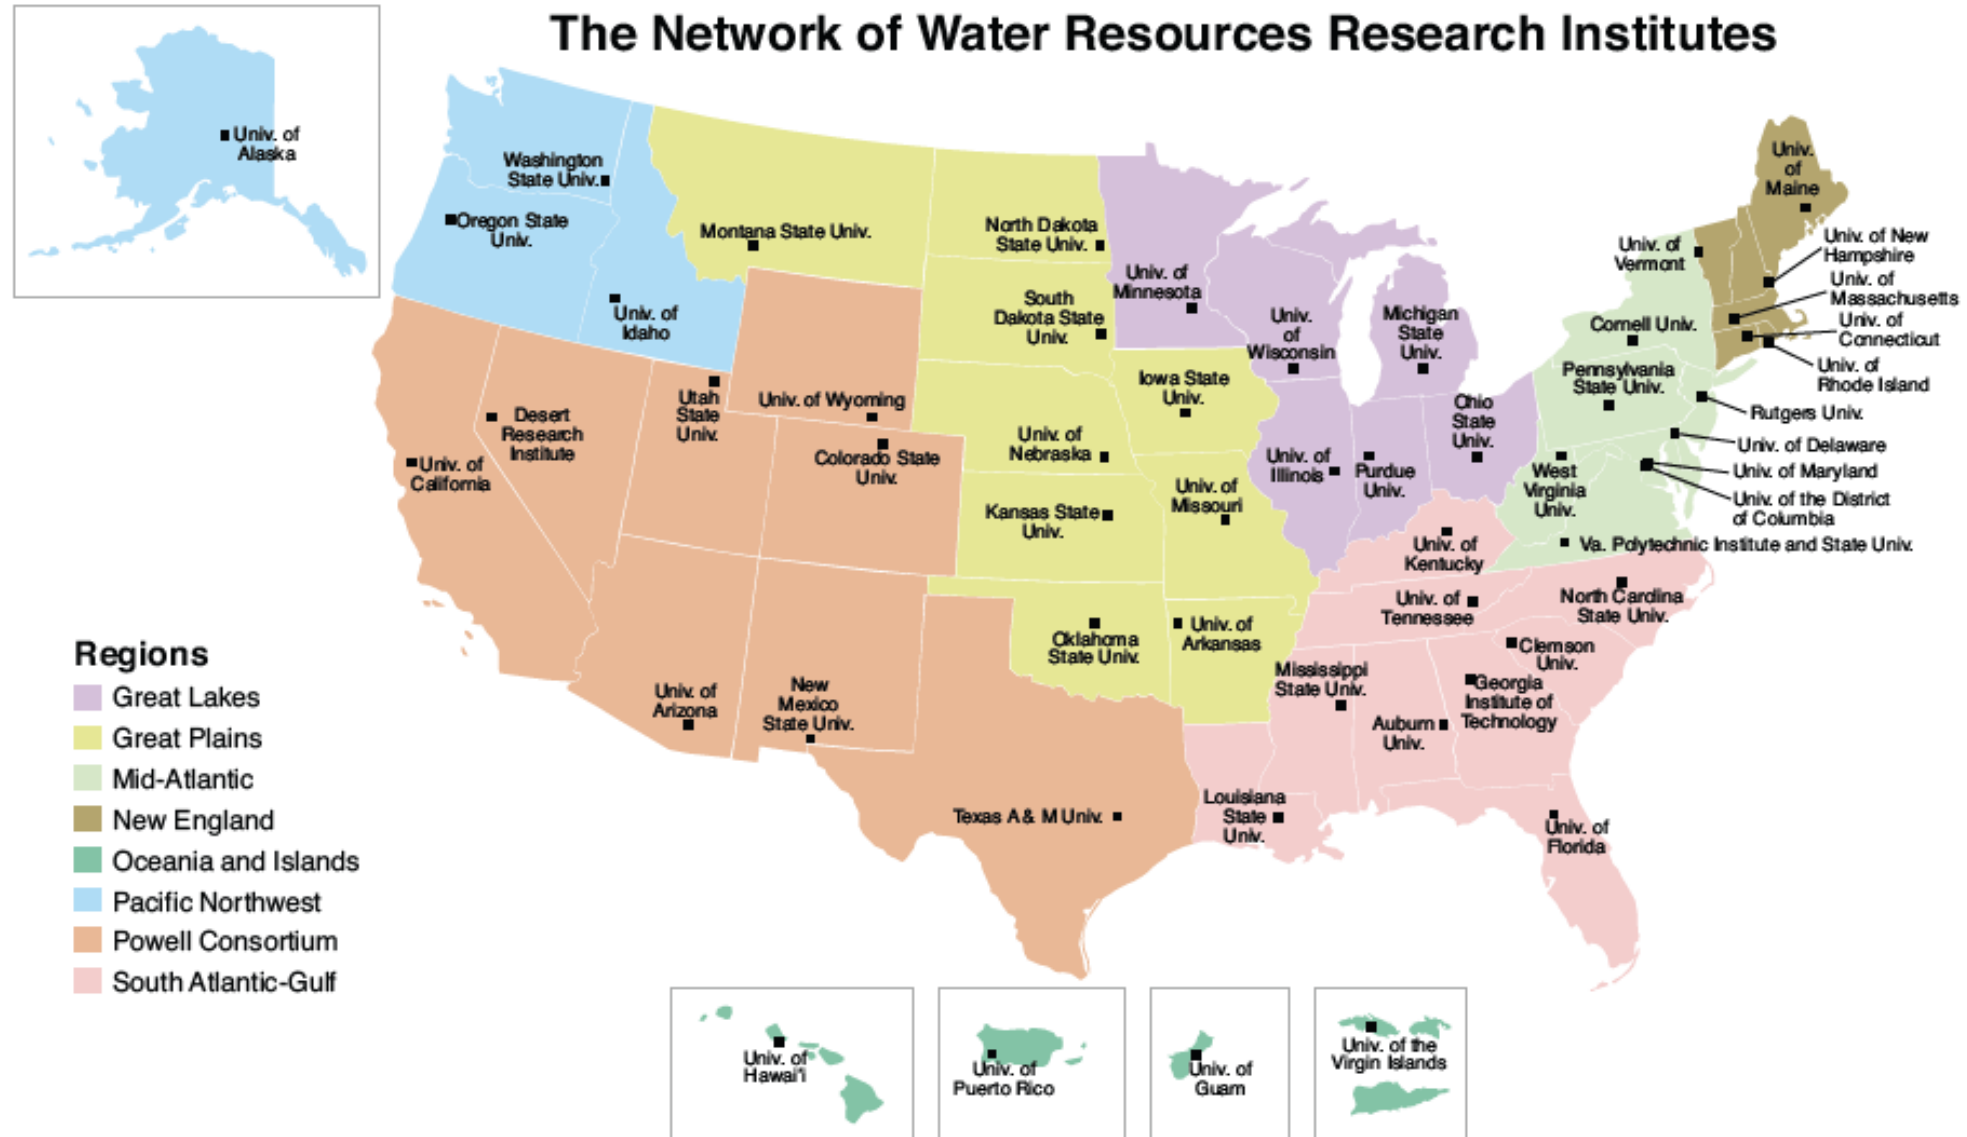 The Network of Water Resources Research Institutes
Univ. of
Alaska
Washington
State Univ.
Oregon State
Univ.
Univ. of
Idaho
Montana State Univ.
North Dakota
State Univ.
South
Dakota State
Univ.
Univ. of
Minnesota
Univ.
of
Wisconsin
Michigan
State
Univ.
Univ.
of
Maine
Univ. of
Vermont
Univ. of New
Hampshire
Univ. of
Massachusetts
Univ. of
Connecticut
Univ. of
Rhode Island
Cornell Univ.
Pennsylvania
State Univ.
Rutgers Univ.
Univ. of Delaware
Univ. of Maryland
Univ. of the District
of Columbia
Va. Polytechnic Institute and State Univ.
West
Virginia
Univ.
Ohio
State
Univ.
Purdue
Univ.
Univ. of
Illinois
Iowa State
Univ.
Univ. of
Missouri
Univ. of
Nebraska
Kansas State
Univ.
Univ. of Wyoming
Colorado State
Univ.
Utah
State
Univ.
Desert
Research
Institute
Univ. of
California
Univ. of
Arizona
New
Mexico
State Univ.
Texas A & M Univ.
Oklahoma
State Univ.
Univ. of
Arkansas
Louisiana
State
Univ.
Mississippi
State Univ.
Auburn
Univ.
Georgia
Institute of
Technology
Clemson
Univ.
North Carolina
State Univ.
Univ. of
Tennessee
Univ. of
Kentucky
Univ. of
Florida
Regions
Great Lakes
Great Plains
Mid-Atlantic
New England
Oceania and Islands
Pacific Northwest
Powell Consortium
South Atlantic-Gulf
Univ. of
Hawai'i
Univ. of
Puerto Rico
Univ. of
Guam
Univ. of the
Virgin Islands